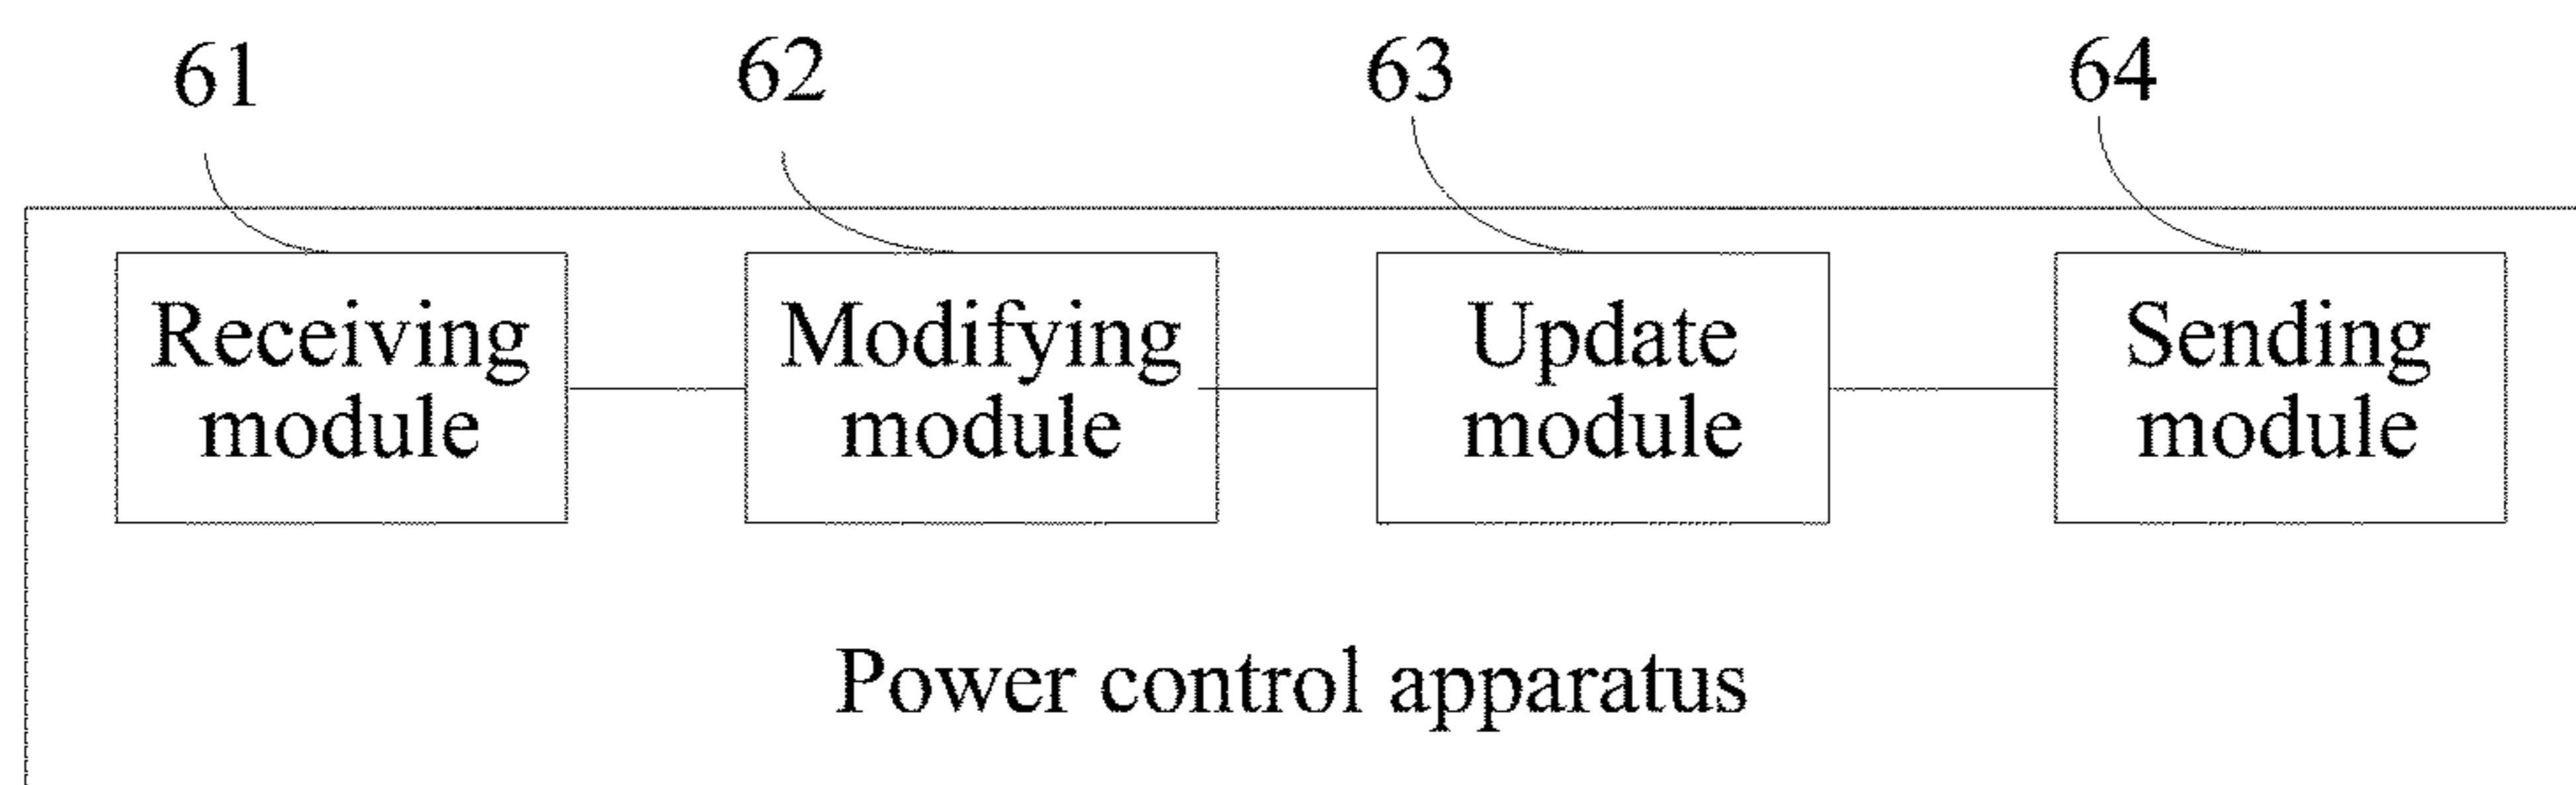 61 62 63 64
Receiving Modifying Update Sending
module module module module
Power control apparatus